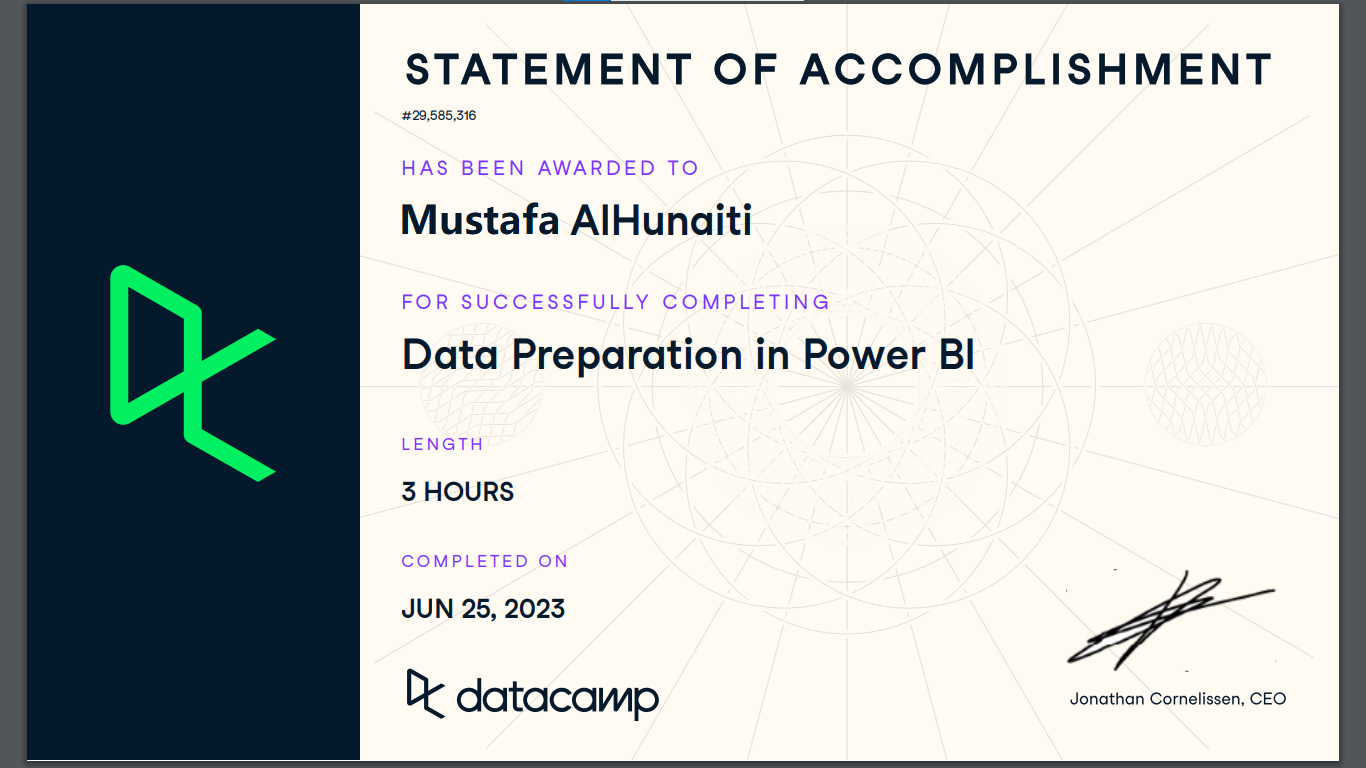 STATEMENT OF ACCOMPLISHMENT
#29,585,316
HAS BEEN AWARDED TO
Mustafa AlHunaiti
FOR SUCCESSFULLY COMPLETING
Data Preparation in Power BI
LENGTH
3 HOURS
COMPLETED ON
JUN 25, 2023
datacamp
Jonathan Cornelissen, CEO